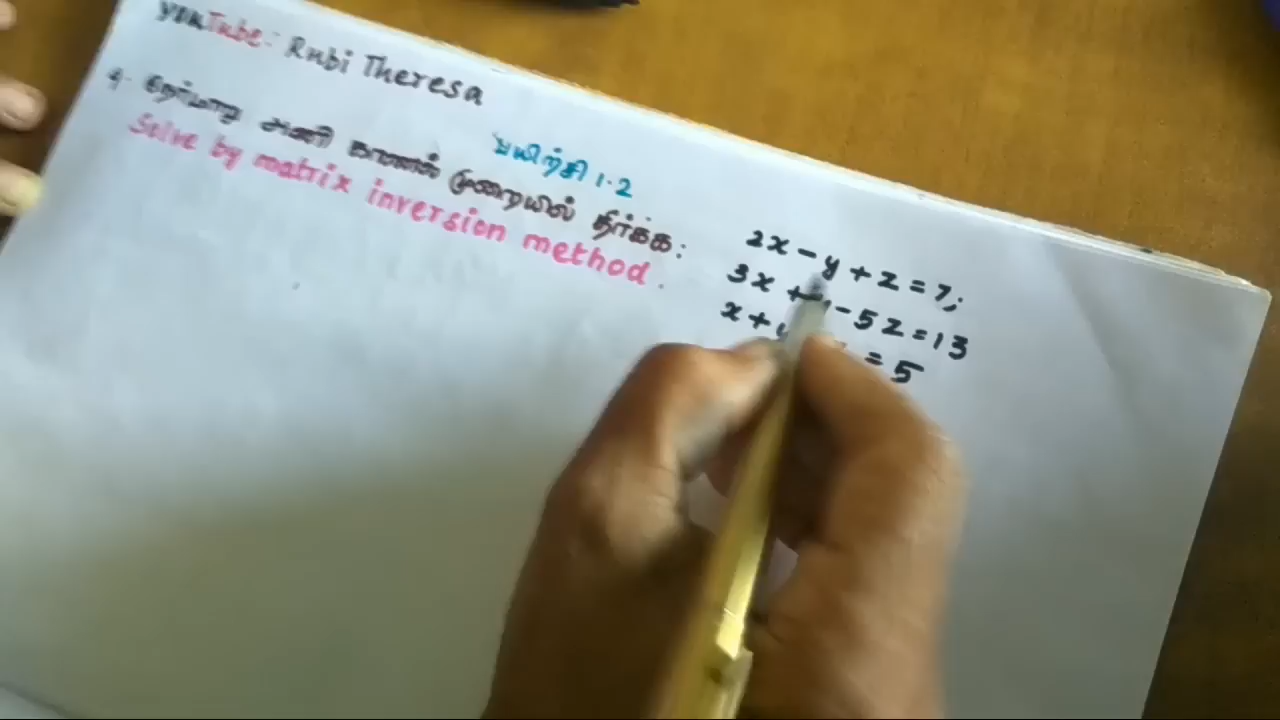 YouTube: Rubi Theresa
பயிற்சி 1.2
9. நேர்மாறு அணி காணல் முறையில் தீர்க்க:
Solve by matrix inversion method.
2x - y + z = 7;
3x + - 5z = 13
x + y = 5